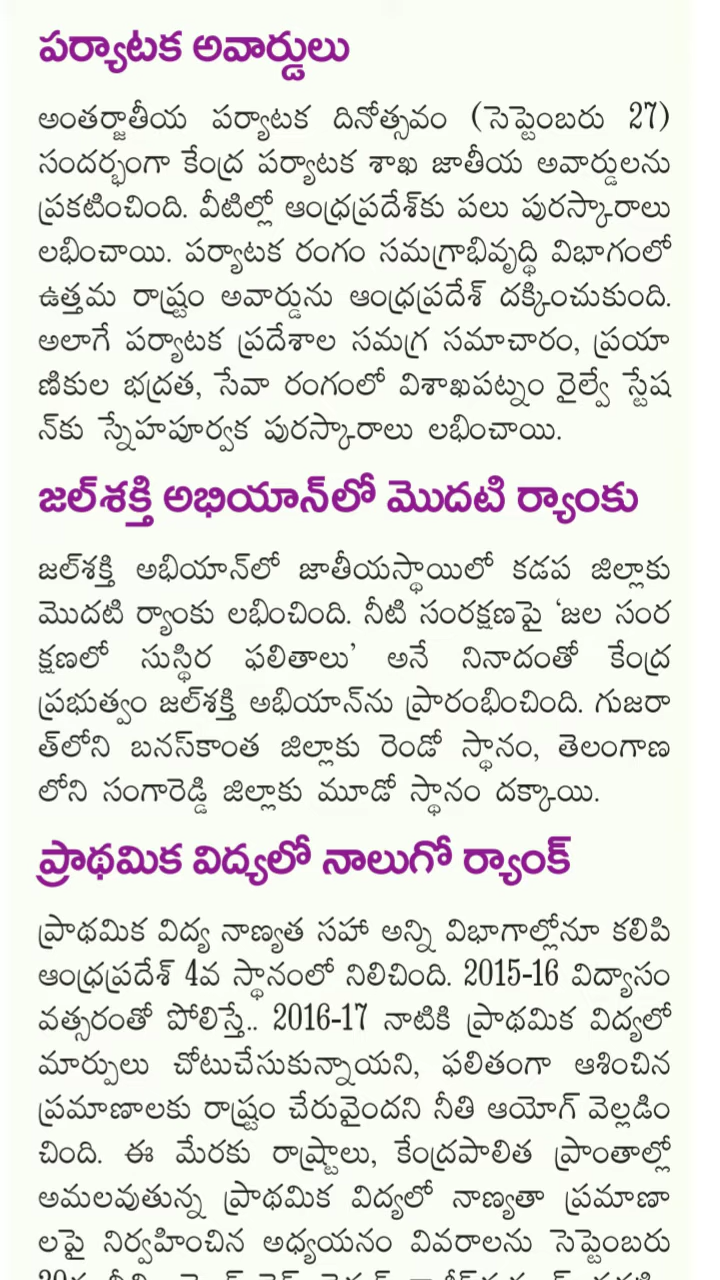 పర్యాటక అవార్డులు
అంతర్జాతీయ పర్యాటక దినోత్సవం (సెప్టెంబరు 27)
సందర్భంగా కేంద్ర పర్యాటక శాఖ జాతీయ అవార్డులను
ప్రకటించింది. వీటిల్లో ఆంధ్రప్రదేశ్‌కు పలు పురస్కారాలు
లభించాయి. పర్యాటక రంగం సమగ్రాభివృద్ధి విభాగంలో
ఉత్తమ రాష్ట్రం అవార్డును ఆంధ్రప్రదేశ్ దక్కించుకుంది.
అలాగే పర్యాటక ప్రదేశాల సమగ్ర సమాచారం, ప్రయా
ణికుల భద్రత, సేవా రంగంలో విశాఖపట్నం రైల్వే స్టేష
న్‌కు స్నేహపూర్వక పురస్కారాలు లభించాయి.
జల్‌శక్తి అభియాన్‌లో మొదటి ర్యాంకు
జల్‌శక్తి అభియాన్‌లో జాతీయస్థాయిలో కడప జిల్లాకు
మొదటి ర్యాంకు లభించింది. నీటి సంరక్షణపై ‘జల సంర
క్షణలో సుస్థిర ఫలితాలు’ అనే నినాదంతో కేంద్ర
ప్రభుత్వం జల్‌శక్తి అభియాన్‌ను ప్రారంభించింది. గుజరా
త్‌లోని బనస్‌కాంత జిల్లాకు రెండో స్థానం, తెలంగాణ
లోని సంగారెడ్డి జిల్లాకు మూడో స్థానం దక్కాయి.
ప్రాథమిక విద్యలో నాలుగో ర్యాంక్
ప్రాథమిక విద్య నాణ్యత సహా అన్ని విభాగాల్లోనూ కలిపి
ఆంధ్రప్రదేశ్ 4వ స్థానంలో నిలిచింది. 2015-16 విద్యాసం
వత్సరంతో పోలిస్తే.. 2016-17 నాటికి ప్రాథమిక విద్యలో
మార్పులు చోటుచేసుకున్నాయని, ఫలితంగా ఆశించిన
ప్రమాణాలకు రాష్ట్రం చేరువైందని నీతి ఆయోగ్ వెల్లడిం
చింది. ఈ మేరకు రాష్ట్రాలు, కేంద్రపాలిత ప్రాంతాల్లో
అమలవుతున్న ప్రాథమిక విద్యలో నాణ్యతా ప్రమాణా
లపై నిర్వహించిన అధ్యయనం వివరాలను సెప్టెంబరు